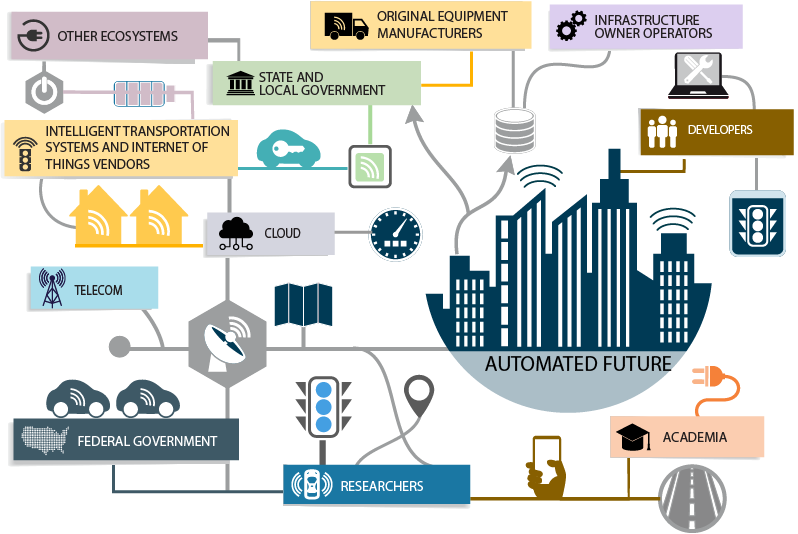 OTHER ECOSYSTEMS
ORIGINAL EQUIPMENT
MANUFACTURERS
INFRASTRUCTURE
OWNER OPERATORS
STATE AND
LOCAL GOVERNMENT
INTELLIGENT TRANSPORTATION
SYSTEMS AND INTERNET OF
THINGS VENDORS
DEVELOPERS
CLOUD
TELECOM
AUTOMATED FUTURE
FEDERAL GOVERNMENT
ACADEMIA
RESEARCHERS